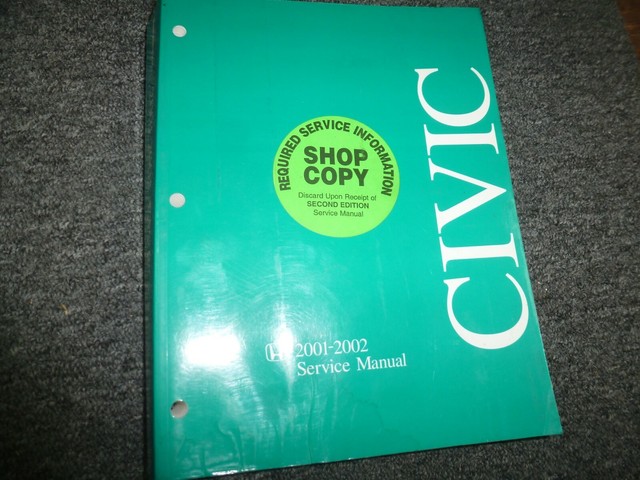 REQUIRED SERVICE INFORMATION
SHOP
COPY
Discard Upon Receipt of
SECOND EDITION
Service Manual
CIVIC
2001-2002
Service Manual